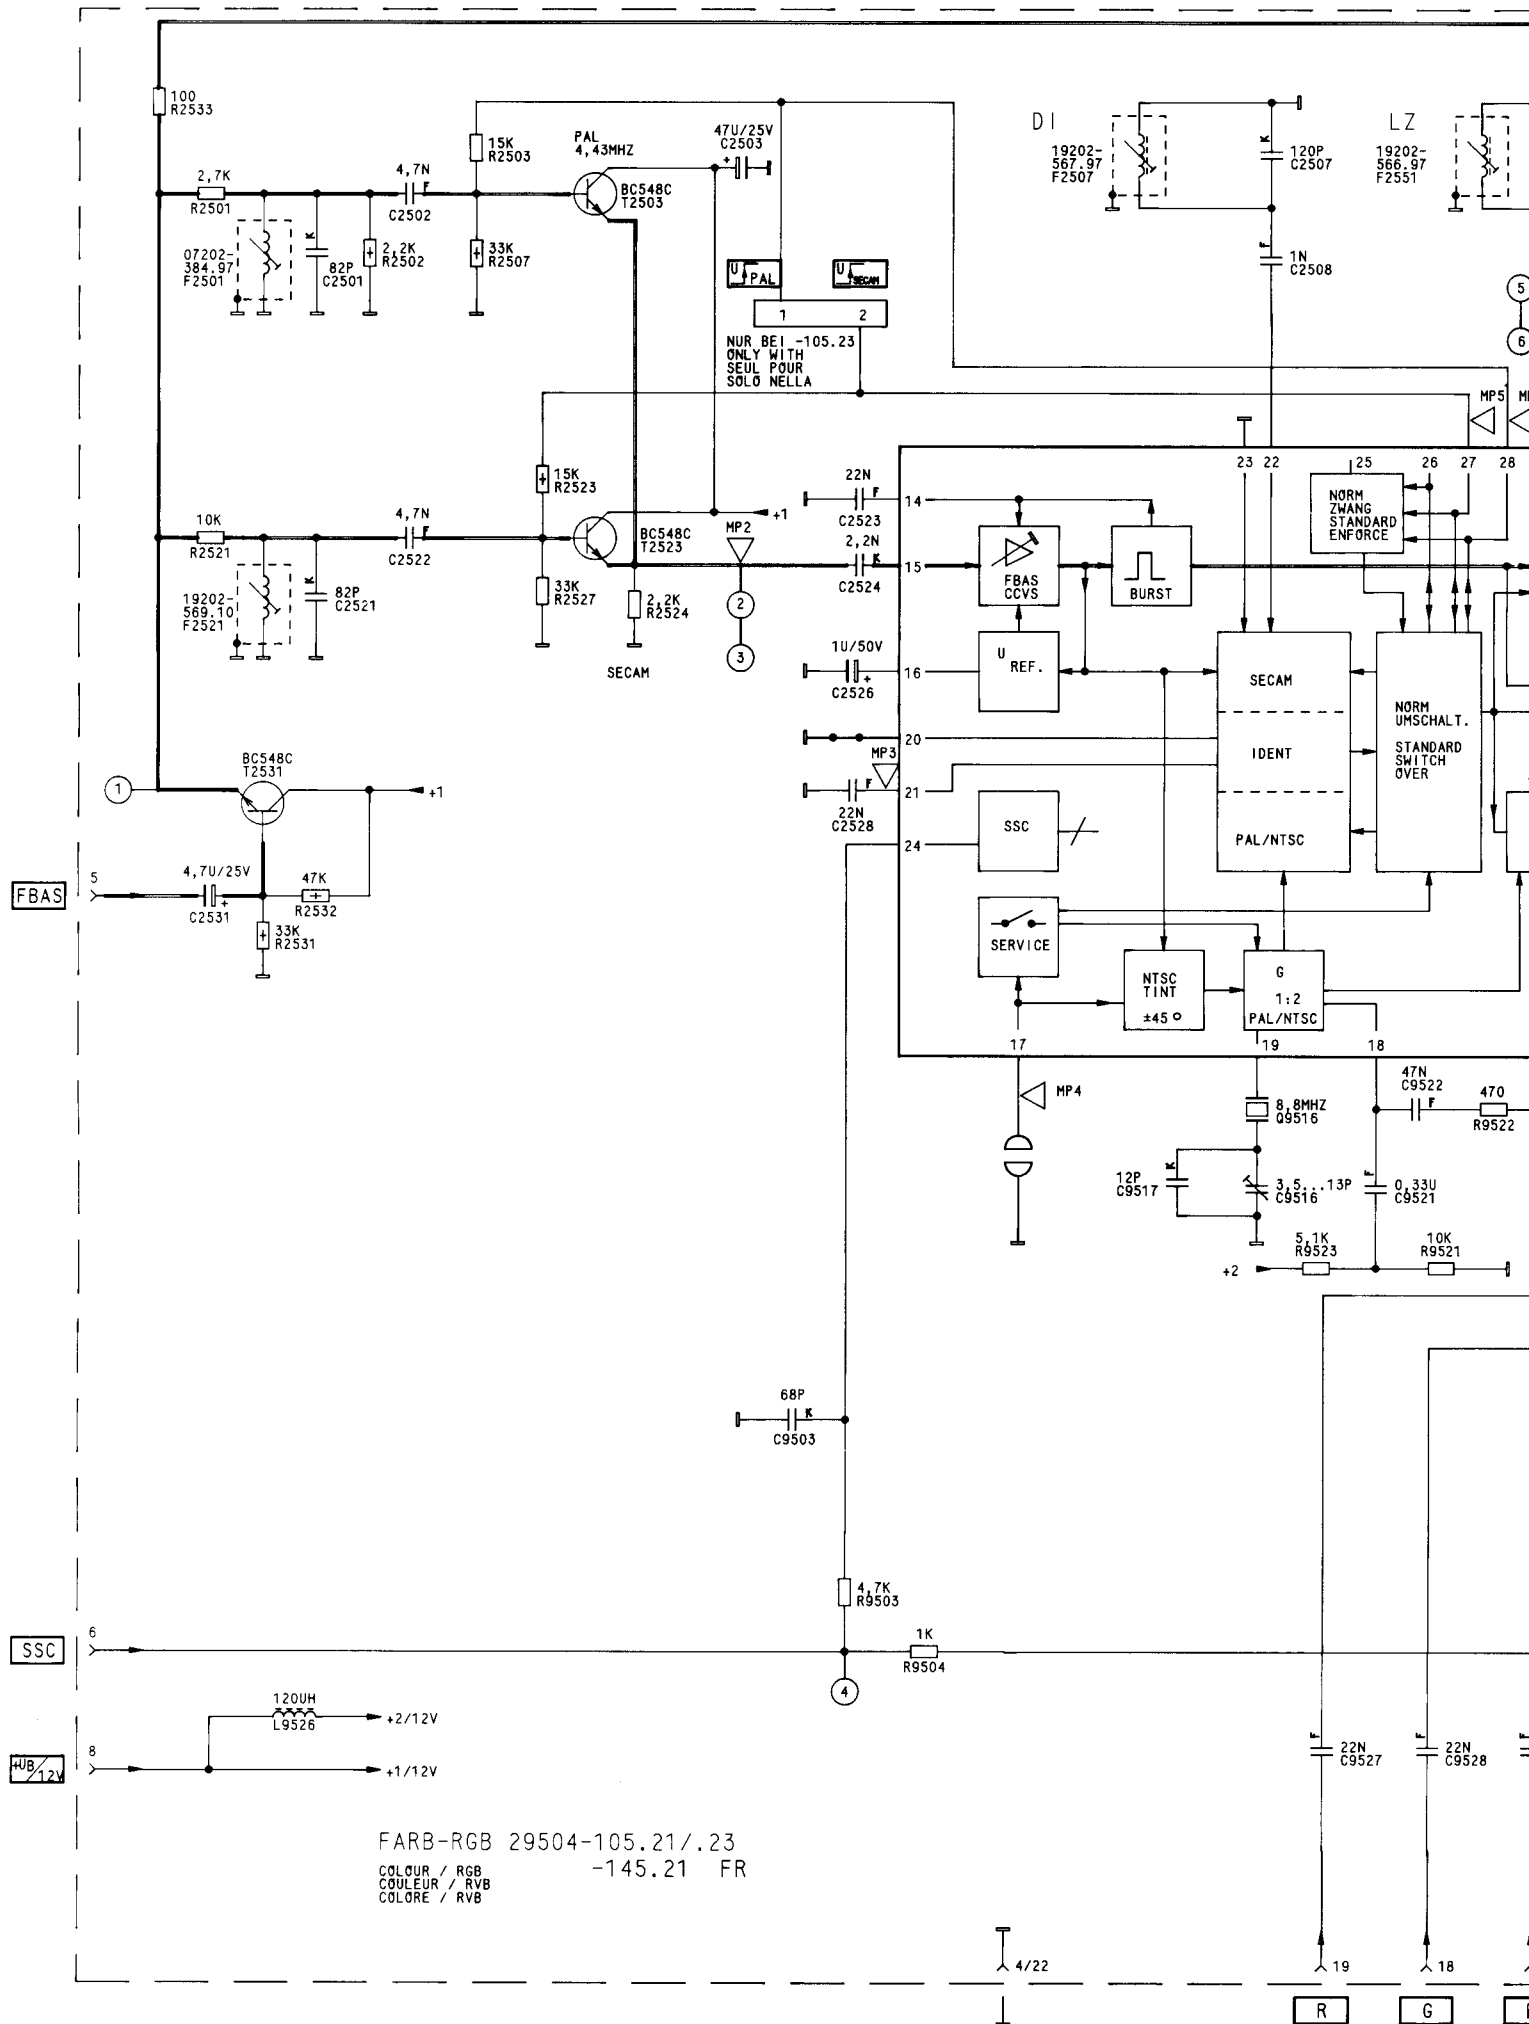 100
R2533
15K
R2503
PAL
4,43MHZ
47U/25V
C2503
+
DI
19202-
567.97
F2507
K
120P
C2507
LZ
19202-
566.97
F2551
2,7K
R2501
4,7N
F
C2502
BC548C
T2503
07202-
384.97
F2501
K
82P
C2501
2,2K
R2502
33K
R2507
F
1N
C2508
U PAL
U SECAM
1 2
NUR BEI -105.23
ONLY WITH
SEUL POUR
SOLO NELLA
5
6
MP5
15K
R2523
10K
R2521
4,7N
F
C2522
BC548C
T2523
+1
MP2
22N
F
C2523
2,2N
K
C2524
14
15
23 22 25 26 27 28
NORM
ZWANG
STANDARD
ENFORCE
FBAS
CCVS
BURST
19202-
569.10
F2521
K
82P
C2521
33K
R2527
2,2K
R2524
2
3
SECAM
1U/50V
+
C2526
16
U
REF.
SECAM
IDENT
PAL/NTSC
NORM
UMSCHALT.
STANDARD
SWITCH
OVER
20
MP3
21
F
22N
C2528
24
SSC
BC548C
T2531
1
+1
FBAS
5
4,7U/25V
+
C2531
47K
R2532
33K
R2531
SERVICE
NTSC
TINT
±45°
G
1:2
PAL/NTSC
17 19 18
MP4
8,8MHZ
Q9516
47N
C9522
F
470
R9522
12P
C9517
K
3,5...13P
C9516
F
0,33U
C9521
5,1K
R9523
10K
R9521
+2
68P
K
C9503
4,7K
R9503
SSC
6
1K
R9504
4
120UH
L9526
+2/12V
+UB/12V
8
+1/12V
F
22N
C9527
F
22N
C9528
F
FARB-RGB 29504-105.21/.23
-145.21 FR
COLOUR / RGB
COULEUR / RVB
COLORE / RVB
4/22
19
18
R
G